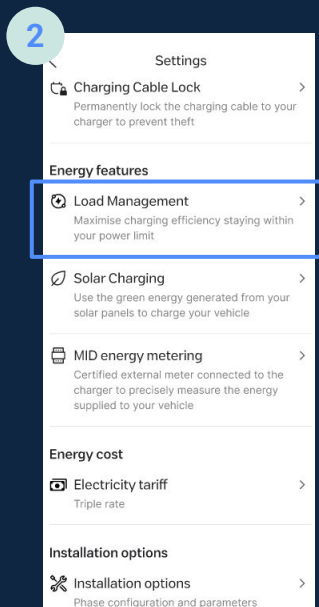 2
Settings
Charging Cable Lock
Permanently lock the charging cable to your
charger to prevent theft
Energy features
Load Management
Maximise charging efficiency staying within
your power limit
Solar Charging
Use the green energy generated from your
solar panels to charge your vehicle
MID energy metering
Certified external meter connected to the
charger to precisely measure the energy
supplied to your vehicle
Energy cost
Electricity tariff
Triple rate
Installation options
Installation options
Phase configuration and parameters